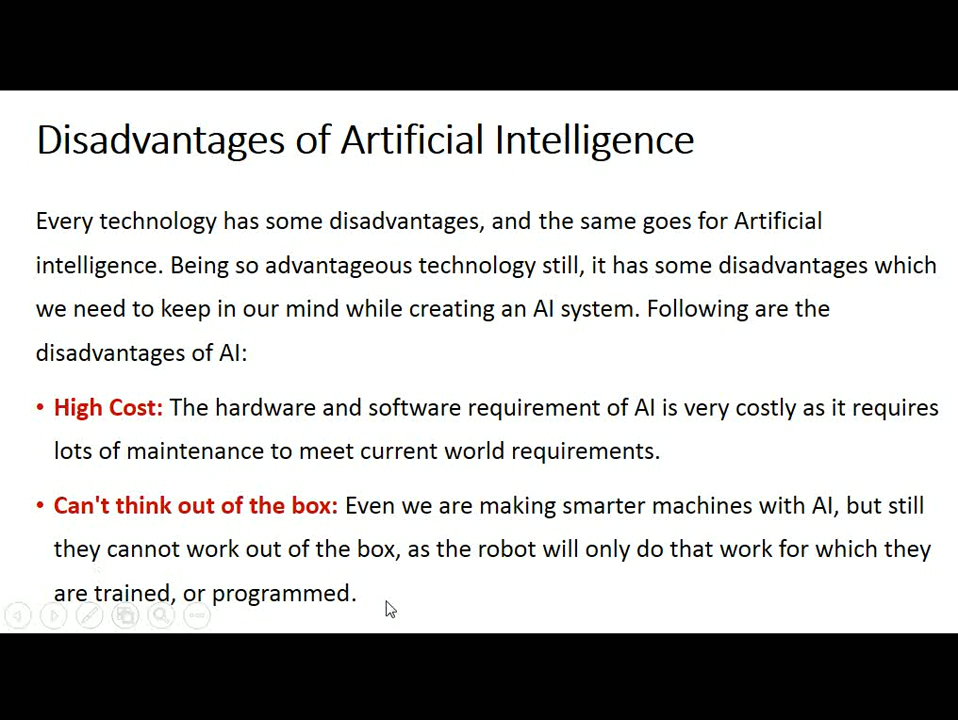 Disadvantages of Artificial Intelligence
Every technology has some disadvantages, and the same goes for Artificial
intelligence. Being so advantageous technology still, it has some disadvantages which
we need to keep in our mind while creating an AI system. Following are the
disadvantages of AI:
• High Cost: The hardware and software requirement of AI is very costly as it requires
lots of maintenance to meet current world requirements.
• Can't think out of the box: Even we are making smarter machines with AI, but still
they cannot work out of the box, as the robot will only do that work for which they
are trained, or programmed.